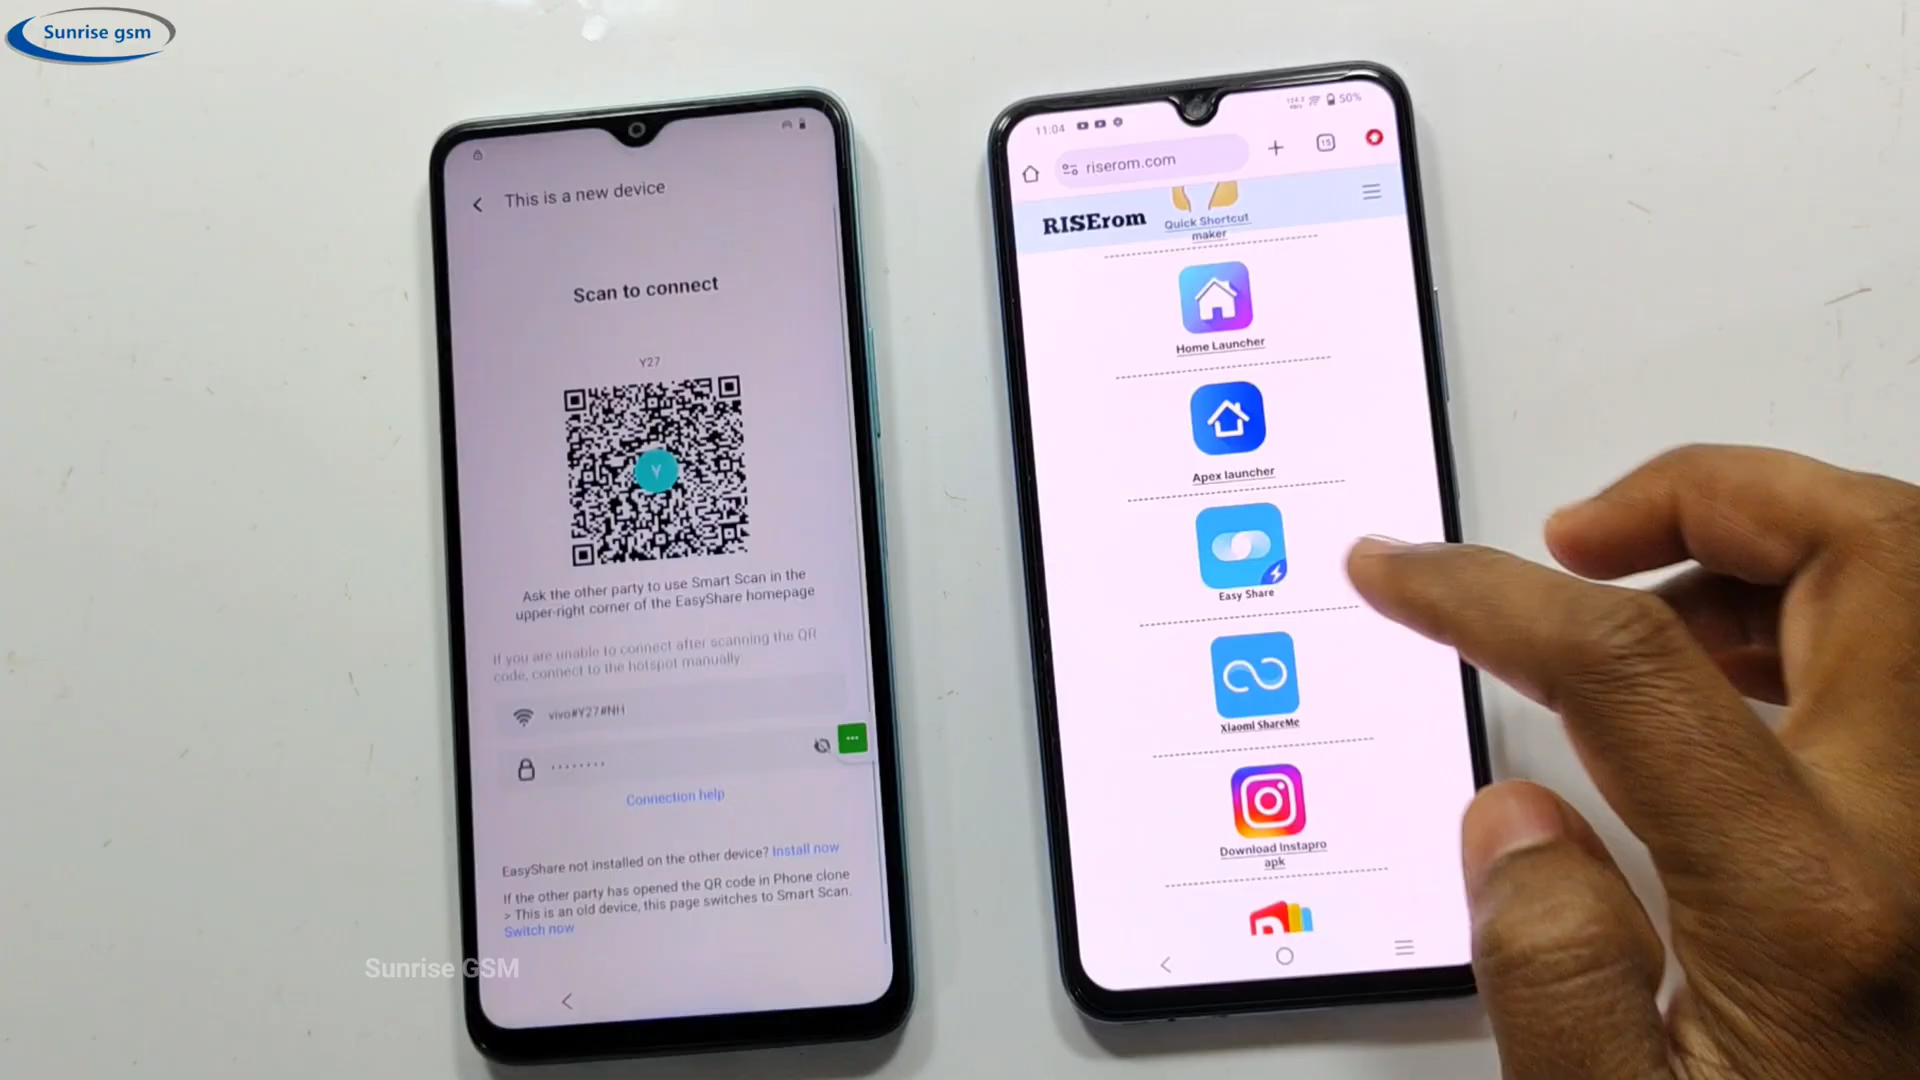 Sunrise gsm
This is a new device
Scan to connect
Y27
Y
Ask the other party to use Smart Scan in the
upper-right corner of the EasyShare homepage
If you are unable to connect after scanning the QR
code, connect to the hotspot manually
vivo#Y27#NH
........
Connection help
EasyShare not installed on the other device? Install now
If the other party has opened the QR code in Phone clone
> This is an old device, this page switches to Smart Scan.
Switch now
Sunrise GSM
11:04
50%
riserom.com
15
RISErom
Quick Shortcut
maker
Home Launcher
Apex launcher
Easy Share
Xiaomi ShareMe
Download Instapro
apk